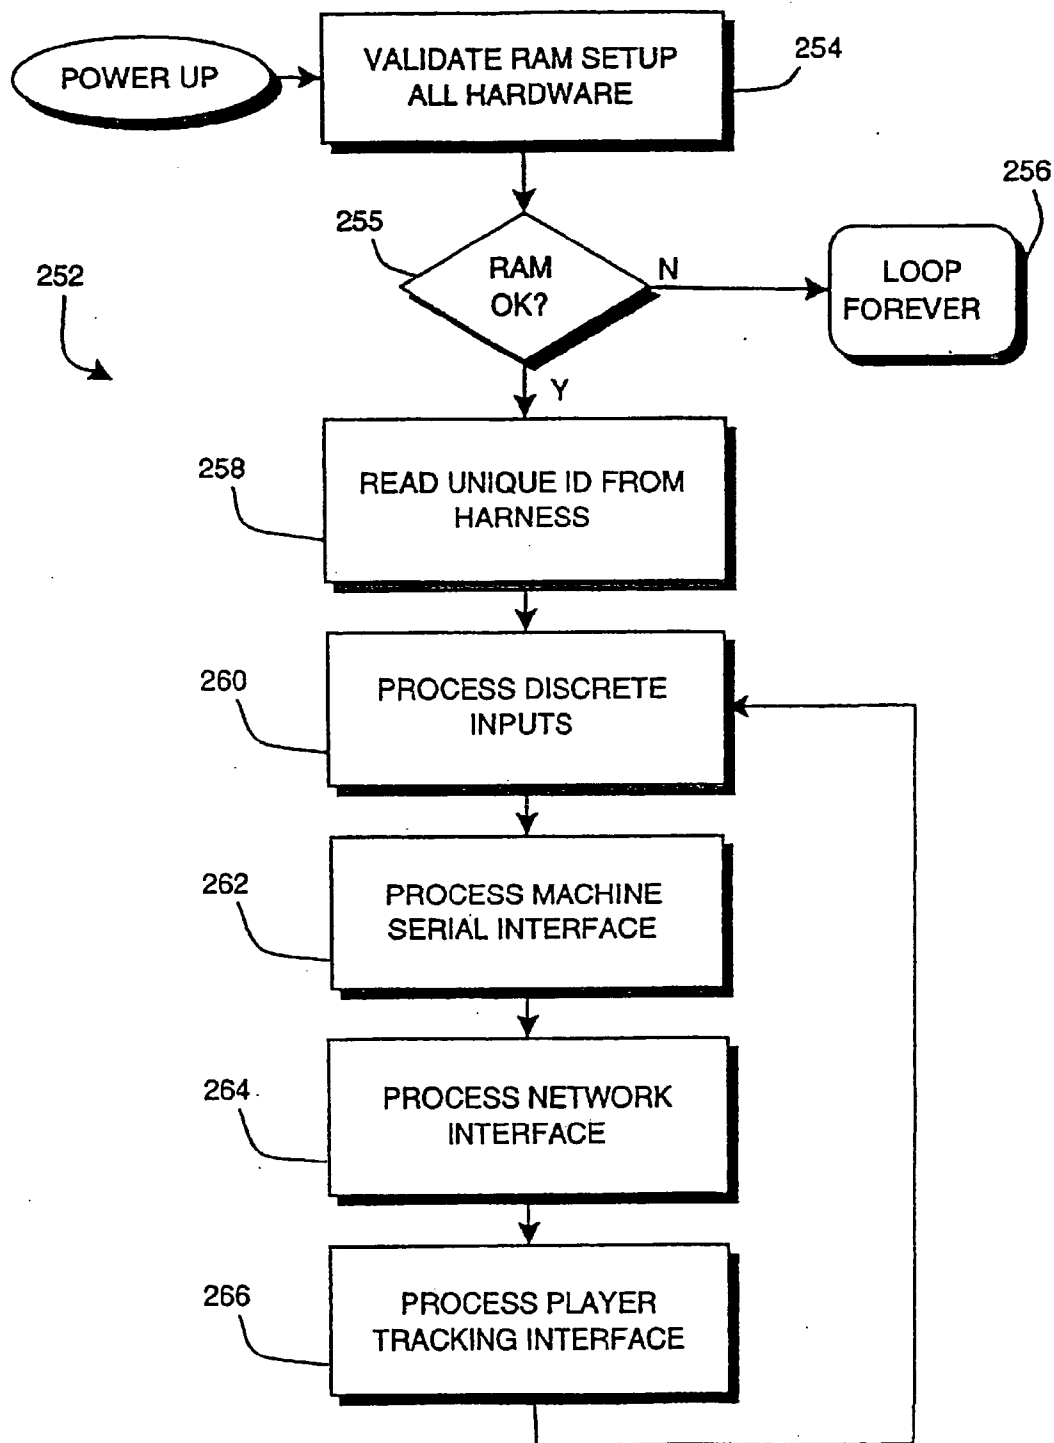 POWER UP
VALIDATE RAM SETUP
ALL HARDWARE
254
256
255
RAM
OK?
N
LOOP
FOREVER
252
Y
258
READ UNIQUE ID FROM
HARNESS
260
PROCESS DISCRETE
INPUTS
262
PROCESS MACHINE
SERIAL INTERFACE
264
PROCESS NETWORK
INTERFACE
266
PROCESS PLAYER
TRACKING INTERFACE